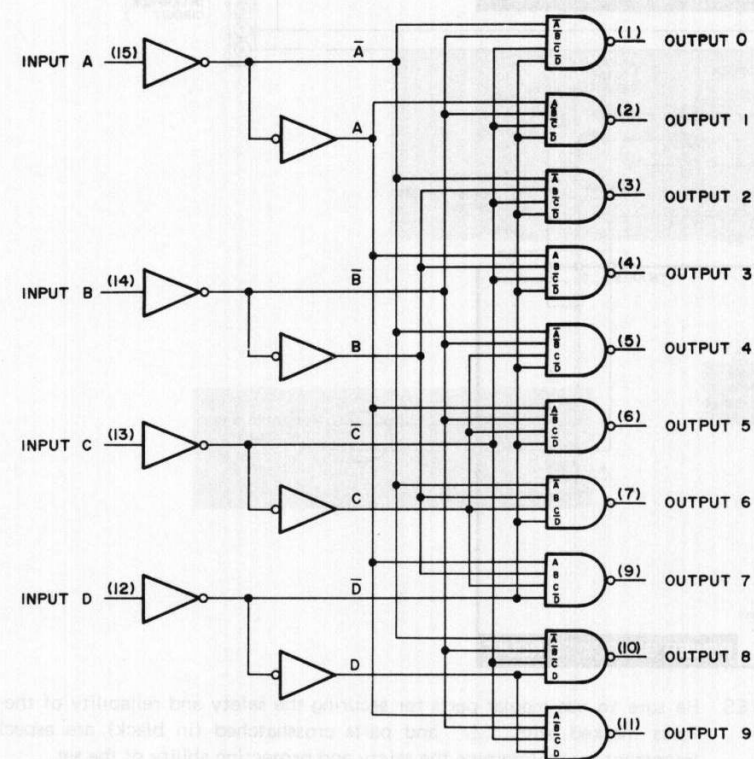 A̅
B̅
C̅
D̅
(1) OUTPUT 0
INPUT A (15) A̅
A
B̅
C̅
D̅
(2) OUTPUT 1
A
A̅
B
C̅
D̅
(3) OUTPUT 2
A
B
C̅
D̅
(4) OUTPUT 3
INPUT B (14) B̅
A̅
B̅
C
D̅
(5) OUTPUT 4
B
A
B̅
C
D̅
(6) OUTPUT 5
INPUT C (13) C̅
A̅
B
C
D̅
(7) OUTPUT 6
C
A
B
C
D̅
(9) OUTPUT 7
INPUT D (12) D̅
A̅
B̅
C̅
D
(10) OUTPUT 8
D
A
B̅
C̅
D
(11) OUTPUT 9